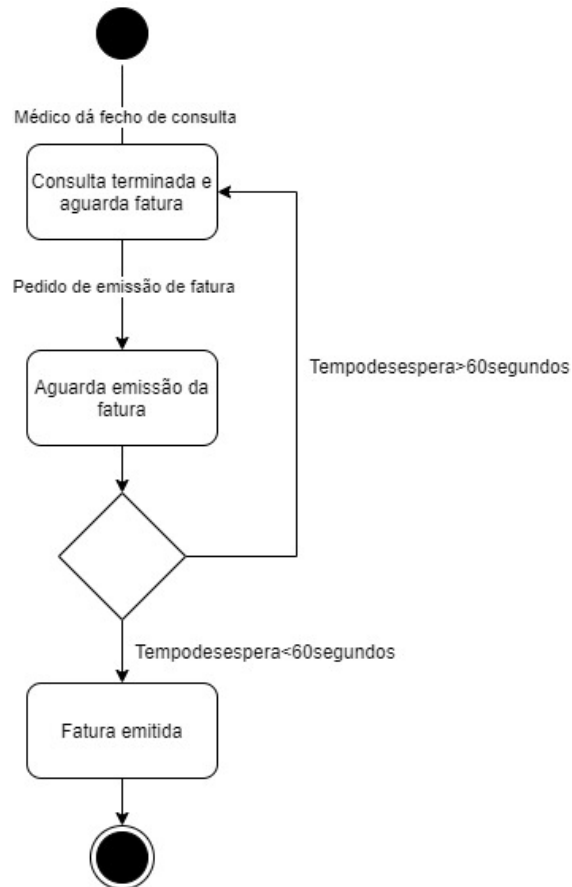 Médico dá fecho de consulta
Consulta terminada e
aguarda fatura
Pedido de emissão de fatura
Tempodesespera>60segundos
Aguarda emissão da
fatura
Tempodesespera<60segundos
Fatura emitida